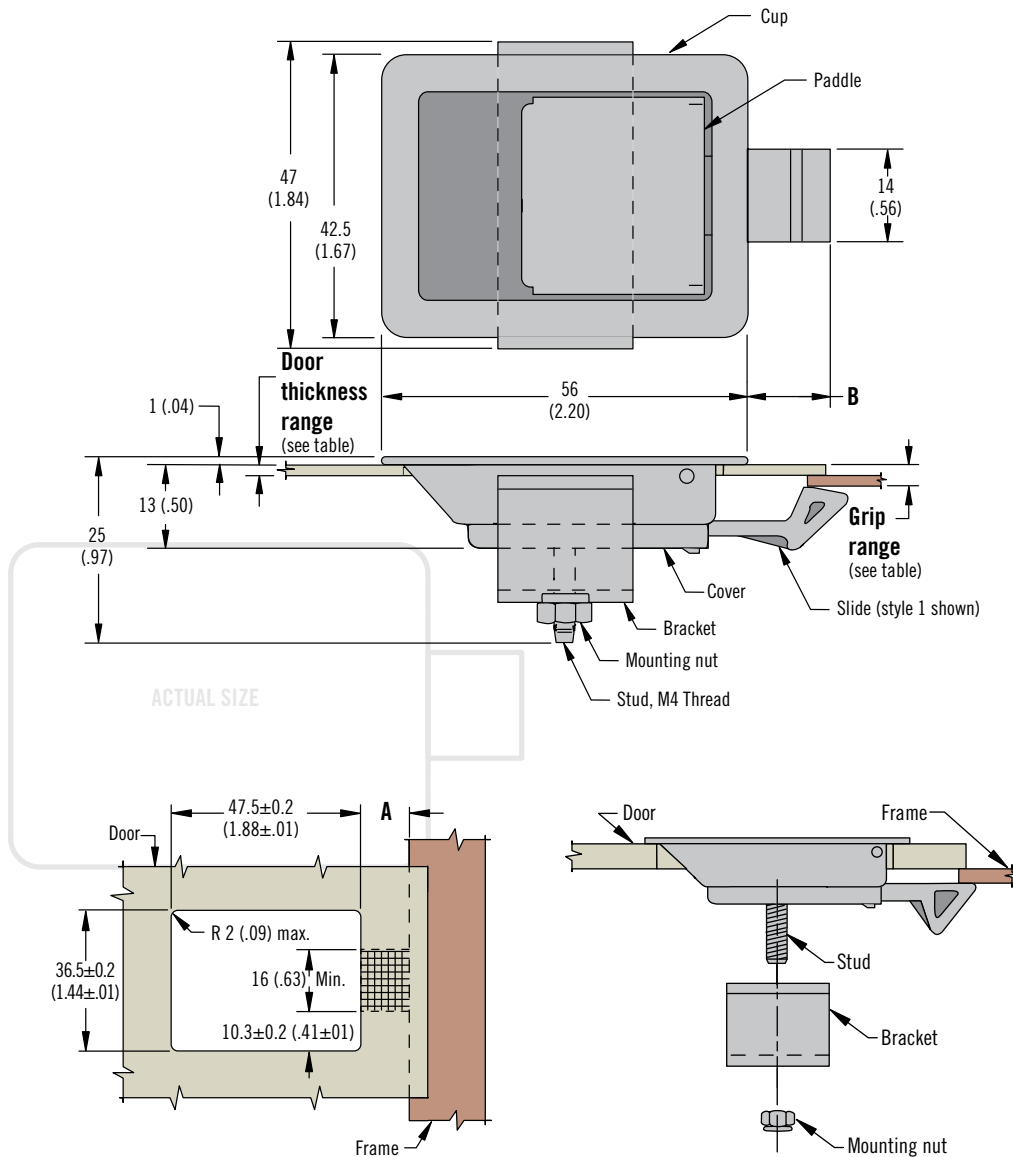 Cup
Paddle
47
(1.84)
42.5
(1.67)
14
(.56)
Door
thickness
range
(see table)
1 (.04)
56
(2.20)
B
13 (.50)
25
(.97)
Grip
range
(see table)
Cover
Slide (style 1 shown)
Bracket
Mounting nut
Stud, M4 Thread
ACTUAL SIZE
47.5±0.2
(1.88±.01)
A
Door
R 2 (.09) max.
36.5±0.2
(1.44±.01)
16 (.63) Min.
10.3±0.2 (.41±01)
Frame
Door
Frame
Stud
Bracket
Mounting nut